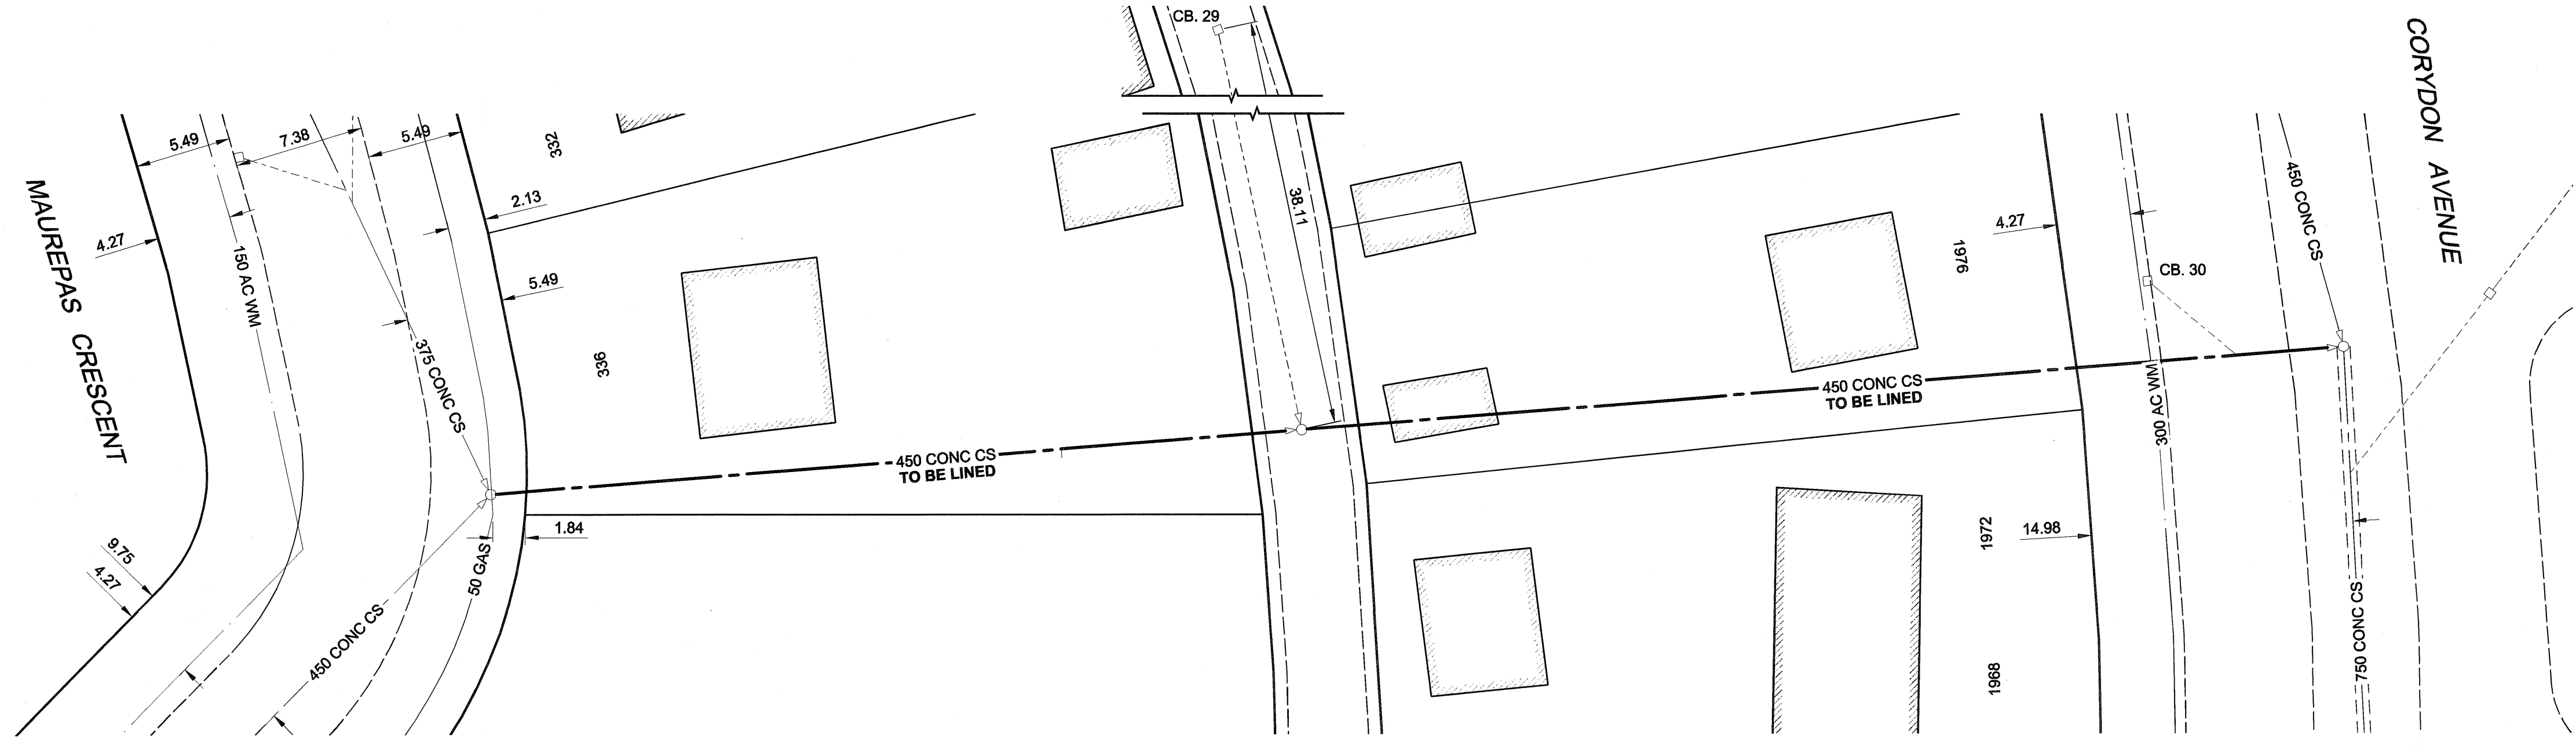 CB. 29
CORYDON AVENUE
5.49
7.38
5.49
332
2.13
4.27
MAUREPAS CRESCENT
150 AC WM
5.49
336
375 CONC CS
38.11
1976
4.27
450 CONC CS
CB. 30
450 CONC CS
TO BE LINED
300 AC WM
450 CONC CS
TO BE LINED
1.84
50 GAS
9.75
4.27
450 CONC CS
1972
14.98
1968
750 CONC CS